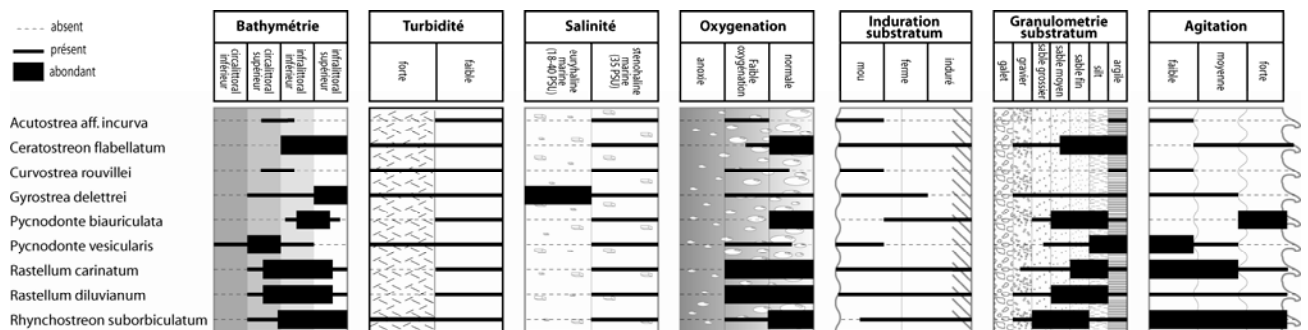 absent
présent
abondant
Bathymétrie
Turbidité
Salinité
Oxygenation
Induration
substratum
Granulometrie
substratum
Agitation
circalittoral
inférieur
circalittoral
supérieur
infralittoral
inférieur
infralittoral
supérieur
forte
faible
euryhaline
marine
(18-40 PSU)
stenohaline
marine
(35 PSU)
anoxie
Faible
oxygénation
normale
mou
ferme
induré
galet
gravier
sable grossier
sable moyen
sable fin
silt
argile
faible
moyenne
forte
Acutostrea aff. incurva
Ceratostreon flabellatum
Curvostrea rouvillei
Gyrostrea delettrei
Pycnodonte biauriculata
Pycnodonte vesicularis
Rastellum carinatum
Rastellum diluvianum
Rhynchostreon suborbiculatum